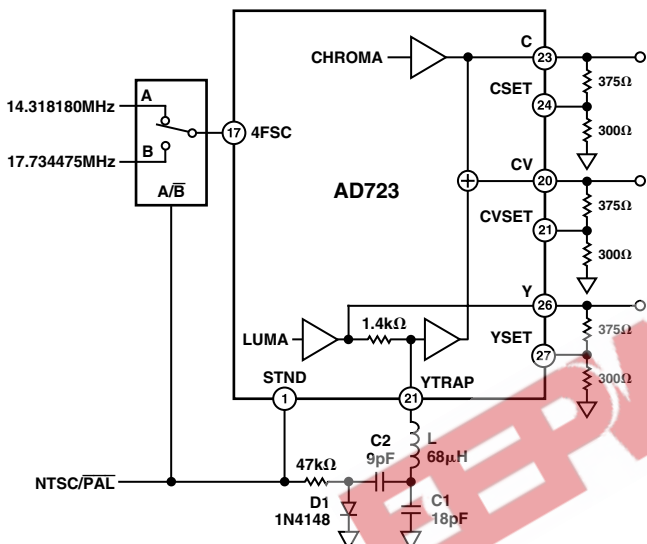 CHROMA
C
23
375Ω
CSET
24
300Ω
14.318180MHz
A
17
4FSC
17.734475MHz
B
A/B̅
AD723
CV
20
375Ω
CVSET
21
300Ω
Y
26
LUMA
1.4kΩ
375Ω
YSET
27
300Ω
STND
1
YTRAP
21
C2
9pF
L
68μH
NTSC/P̅A̅L̅
47kΩ
D1
1N4148
C1
18pF